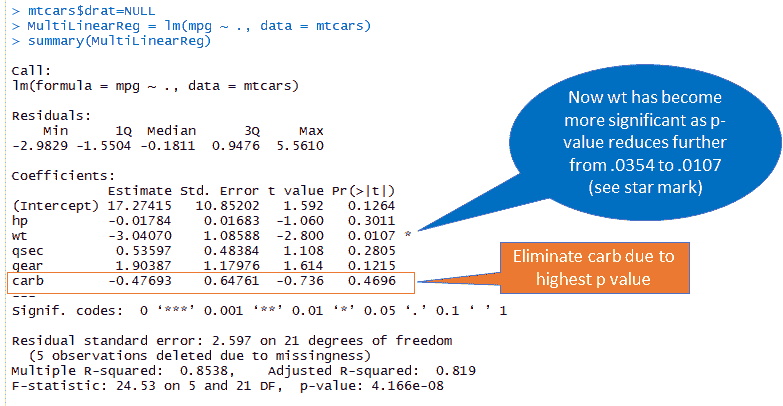 > mtcars$drat=NULL
> MultiLinearReg = lm(mpg ~ ., data = mtcars)
> summary(MultiLinearReg)
Call:
lm(formula = mpg ~ ., data = mtcars)
Residuals:
Min 1Q Median 3Q Max
-2.9829 -1.5504 -0.1811 0.9476 5.5610
Coefficients:
Estimate Std. Error t value Pr(>|t|)
(Intercept) 17.27415 10.85202 1.592 0.1264
hp -0.01784 0.01683 -1.060 0.3011
wt -3.04070 1.08588 -2.800 0.0107 *
qsec 0.53597 0.48384 1.108 0.2805
gear 1.90387 1.17976 1.614 0.1215
carb -0.47693 0.64761 -0.736 0.4696
---
Signif. codes: 0 ‘***’ 0.001 ‘**’ 0.01 ‘*’ 0.05 ‘.’ 0.1 ‘ ’ 1
Residual standard error: 2.597 on 21 degrees of freedom
(5 observations deleted due to missingness)
Multiple R-squared: 0.8538, Adjusted R-squared: 0.819
F-statistic: 24.53 on 5 and 21 DF, p-value: 4.166e-08
Now wt has become
more significant as p-
value reduces further
from .0354 to .0107
(see star mark)
Eliminate carb due to
highest p value